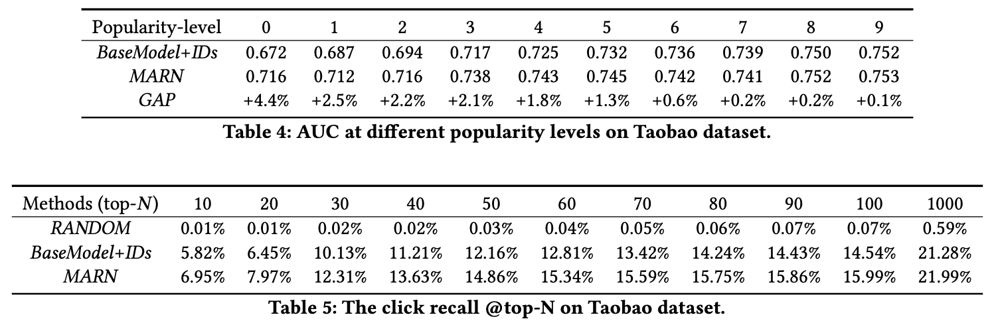 Popularity-level 0 1 2 3 4 5 6 7 8 9
BaseModel+IDs 0.672 0.687 0.694 0.717 0.725 0.732 0.736 0.739 0.750 0.752
MARN 0.716 0.712 0.716 0.738 0.743 0.745 0.742 0.741 0.752 0.753
GAP +4.4% +2.5% +2.2% +2.1% +1.8% +1.3% +0.6% +0.2% +0.2% +0.1%
Table 4: AUC at different popularity levels on Taobao dataset.
Methods (top-N) 10 20 30 40 50 60 70 80 90 100 1000
RANDOM 0.01% 0.01% 0.02% 0.02% 0.03% 0.04% 0.05% 0.06% 0.07% 0.07% 0.59%
BaseModel+IDs 5.82% 6.45% 10.13% 11.21% 12.16% 12.81% 13.42% 14.24% 14.43% 14.54% 21.28%
MARN 6.95% 7.97% 12.31% 13.63% 14.86% 15.34% 15.59% 15.75% 15.86% 15.99% 21.99%
Table 5: The click recall @top-N on Taobao dataset.